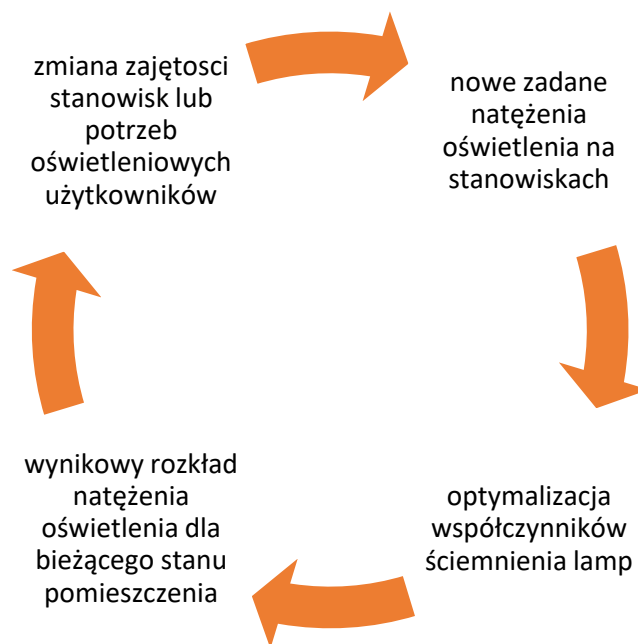 zmiana zajętosci
stanowisk lub
potrzeb
oświetleniowych
użytkowników
nowe zadane
natężenia
oświetlenia na
stanowiskach
optymalizacja
współczynników
ściemnienia lamp
wynikowy rozkład
natężenia
oświetlenia dla
bieżącego stanu
pomieszczenia